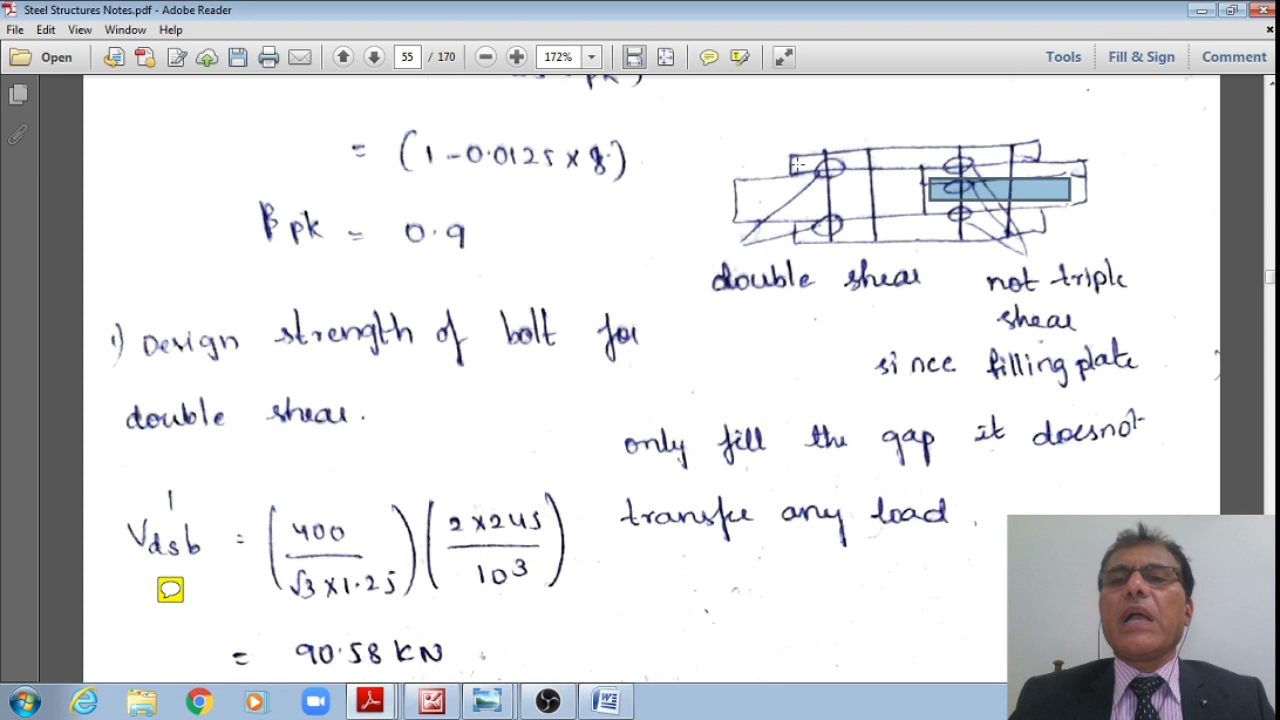 Steel Structures Notes.pdf - Adobe Reader
File Edit View Window Help
Open 55 / 170 172% Tools Fill & Sign Comment
= (1 - 0.0125 x 8)
βpk = 0.9
double shear not triple
shear
since filling plate
only fill the gap it doesnot
transfe any load.
1) Design strength of bolt for
double shear.
Vdsb = (400 / √3 x 1.25) (2 x 245 / 10³)
= 90.58 KN